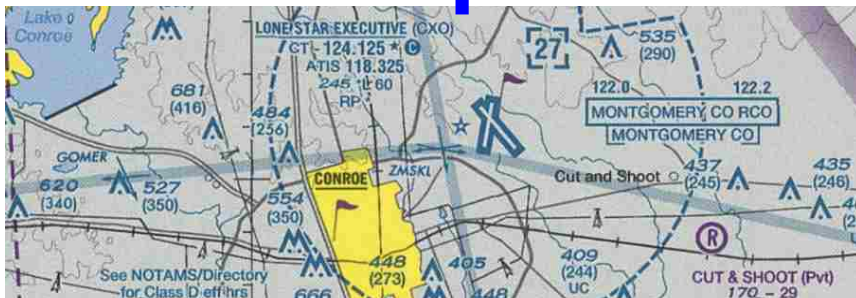 Lake o
Conroe
LONE STAR EXECUTIVE (CXO)
CT - 124.125 * C
ATIS 118.325
245 *L 60
RP
27
535
(290)
122.0 122.2
MONTGOMERY CO RCO
MONTGOMERY CO
681
(416)
484
(256)
GOMER
CONROE
ZMSKL
Cut and Shoot
437
(245)
435
(246)
620
(340)
527
(350)
554
(350)
448
(273)
405
409
(244)
UC
R
See NOTAMS/Directory
for Class D eff hrs
666
448
CUT & SHOOT (Pvt)
170 - 29